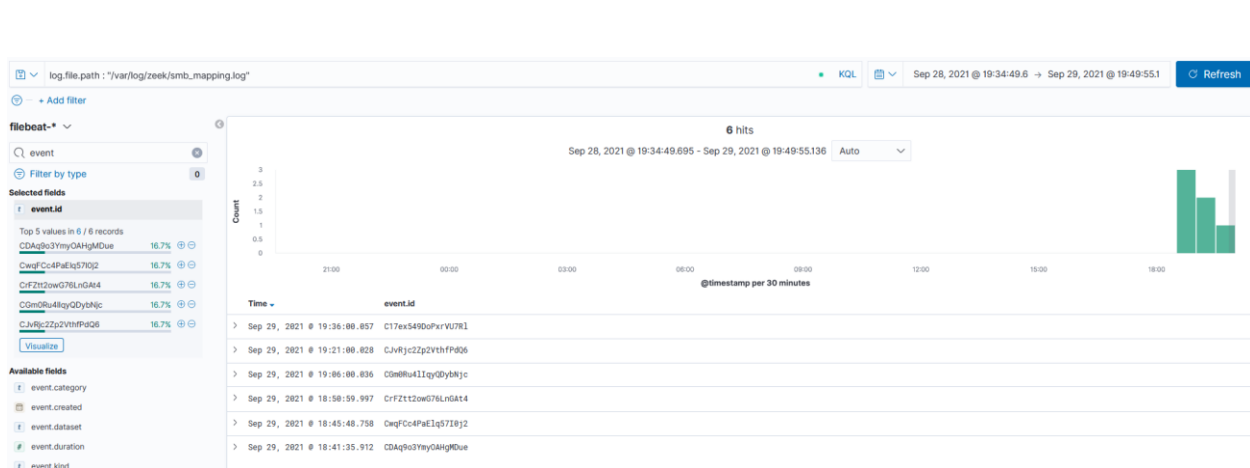 log.file.path : "/var/log/zeek/smb_mapping.log"
KQL
Sep 28, 2021 @ 19:34:49.6 → Sep 29, 2021 @ 19:49:55.1
Refresh
+ Add filter
filebeat-*
event
Filter by type 0
Selected fields
t event.id
Top 5 values in 6 / 6 records
CDAq9o3YmyOAHgMDue 16.7%
CwqFCc4PaElq57I0j2 16.7%
CrFZtt2owG76LnGAt4 16.7%
CGm0Ru4lIqyQDybNjc 16.7%
CJvRjc2Zp2VthfPdQ6 16.7%
Visualize
Available fields
t event.category
event.created
t event.dataset
# event.duration
t event.kind
6 hits
Sep 28, 2021 @ 19:34:49.695 - Sep 29, 2021 @ 19:49:55.136 Auto
Count
3
2.5
2
1.5
1
0.5
0
21:00 00:00 03:00 06:00 09:00 12:00 15:00 18:00
@timestamp per 30 minutes
Time event.id
Sep 29, 2021 @ 19:36:00.057 C17ex549DoPxrVU7Rl
Sep 29, 2021 @ 19:21:00.028 CJvRjc2Zp2VthfPdQ6
Sep 29, 2021 @ 19:06:00.036 CGm0Ru4lIqyQDybNjc
Sep 29, 2021 @ 18:50:59.997 CrFZtt2owG76LnGAt4
Sep 29, 2021 @ 18:45:48.758 CwqFCc4PaElq57I0j2
Sep 29, 2021 @ 18:41:35.912 CDAq9o3YmyOAHgMDue